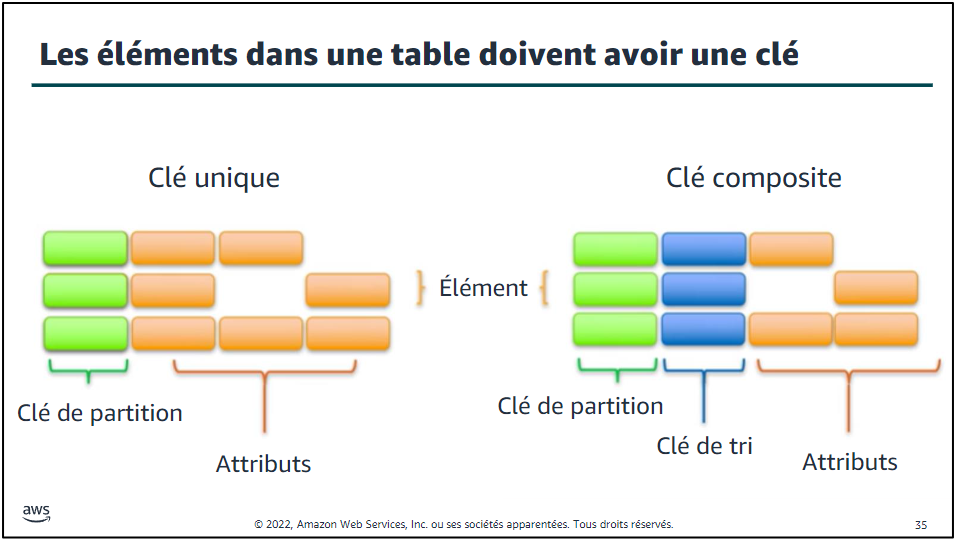 Les éléments dans une table doivent avoir une clé
Clé unique
Clé composite
Élément
Clé de partition
Attributs
Clé de partition
Clé de tri
Attributs
aws
© 2022, Amazon Web Services, Inc. ou ses sociétés apparentées. Tous droits réservés.
35